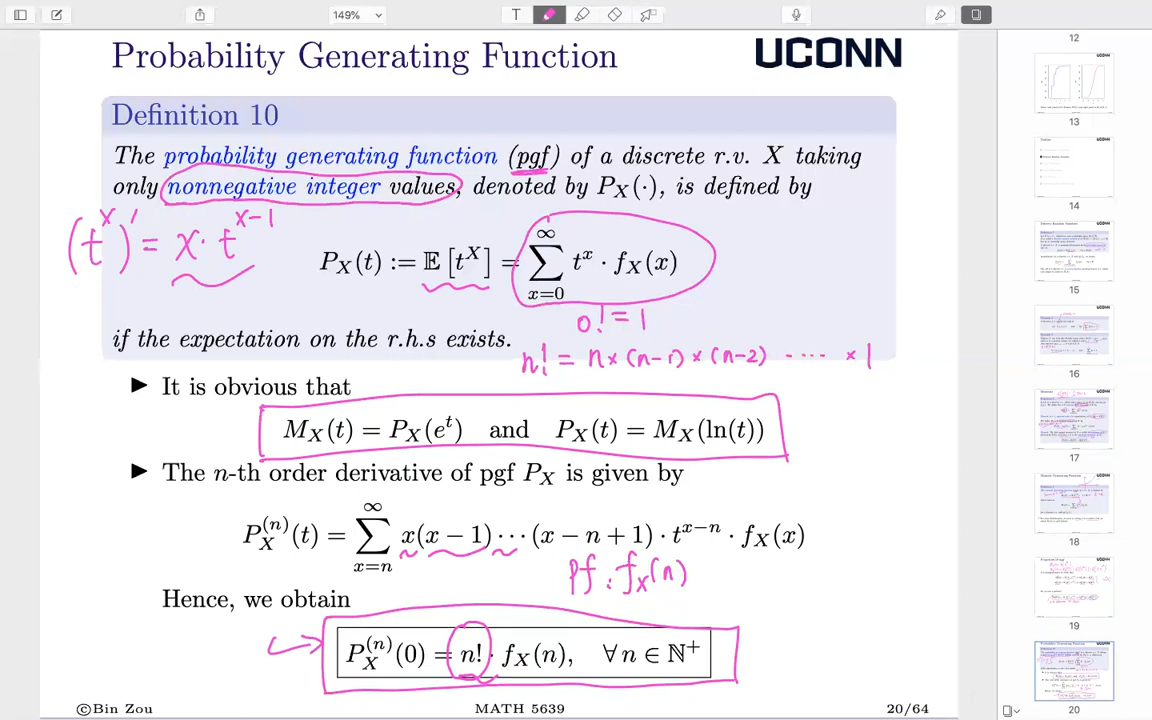 149%
T
Probability Generating Function
UCONN
Definition 10
The probability generating function (pgf) of a discrete r.v. X taking
only nonnegative integer values, denoted by P_X(·), is defined by
(t^x)' = x · t^{x-1}
P_X(t) := 𝔼 [t^X] = ∑_{x=0}^{∞} t^x · f_X(x)
0! = 1
if the expectation on the r.h.s exists.
n! = n × (n-1) × (n-2) ····· × 1
► It is obvious that
M_X(t) = P_X(e^t) and P_X(t) = M_X(ln(t))
► The n-th order derivative of pgf P_X is given by
P_X^{(n)}(t) = ∑_{x=n}^{∞} x(x − 1) ··· (x − n + 1) · t^{x−n} · f_X(x)
pf : f_X(n)
Hence, we obtain
P_X^{(n)}(0) = n! · f_X(n), ∀ n ∈ ℕ^+
©Bin Zou
MATH 5639
20/64
12
13
14
15
16
17
18
19
20